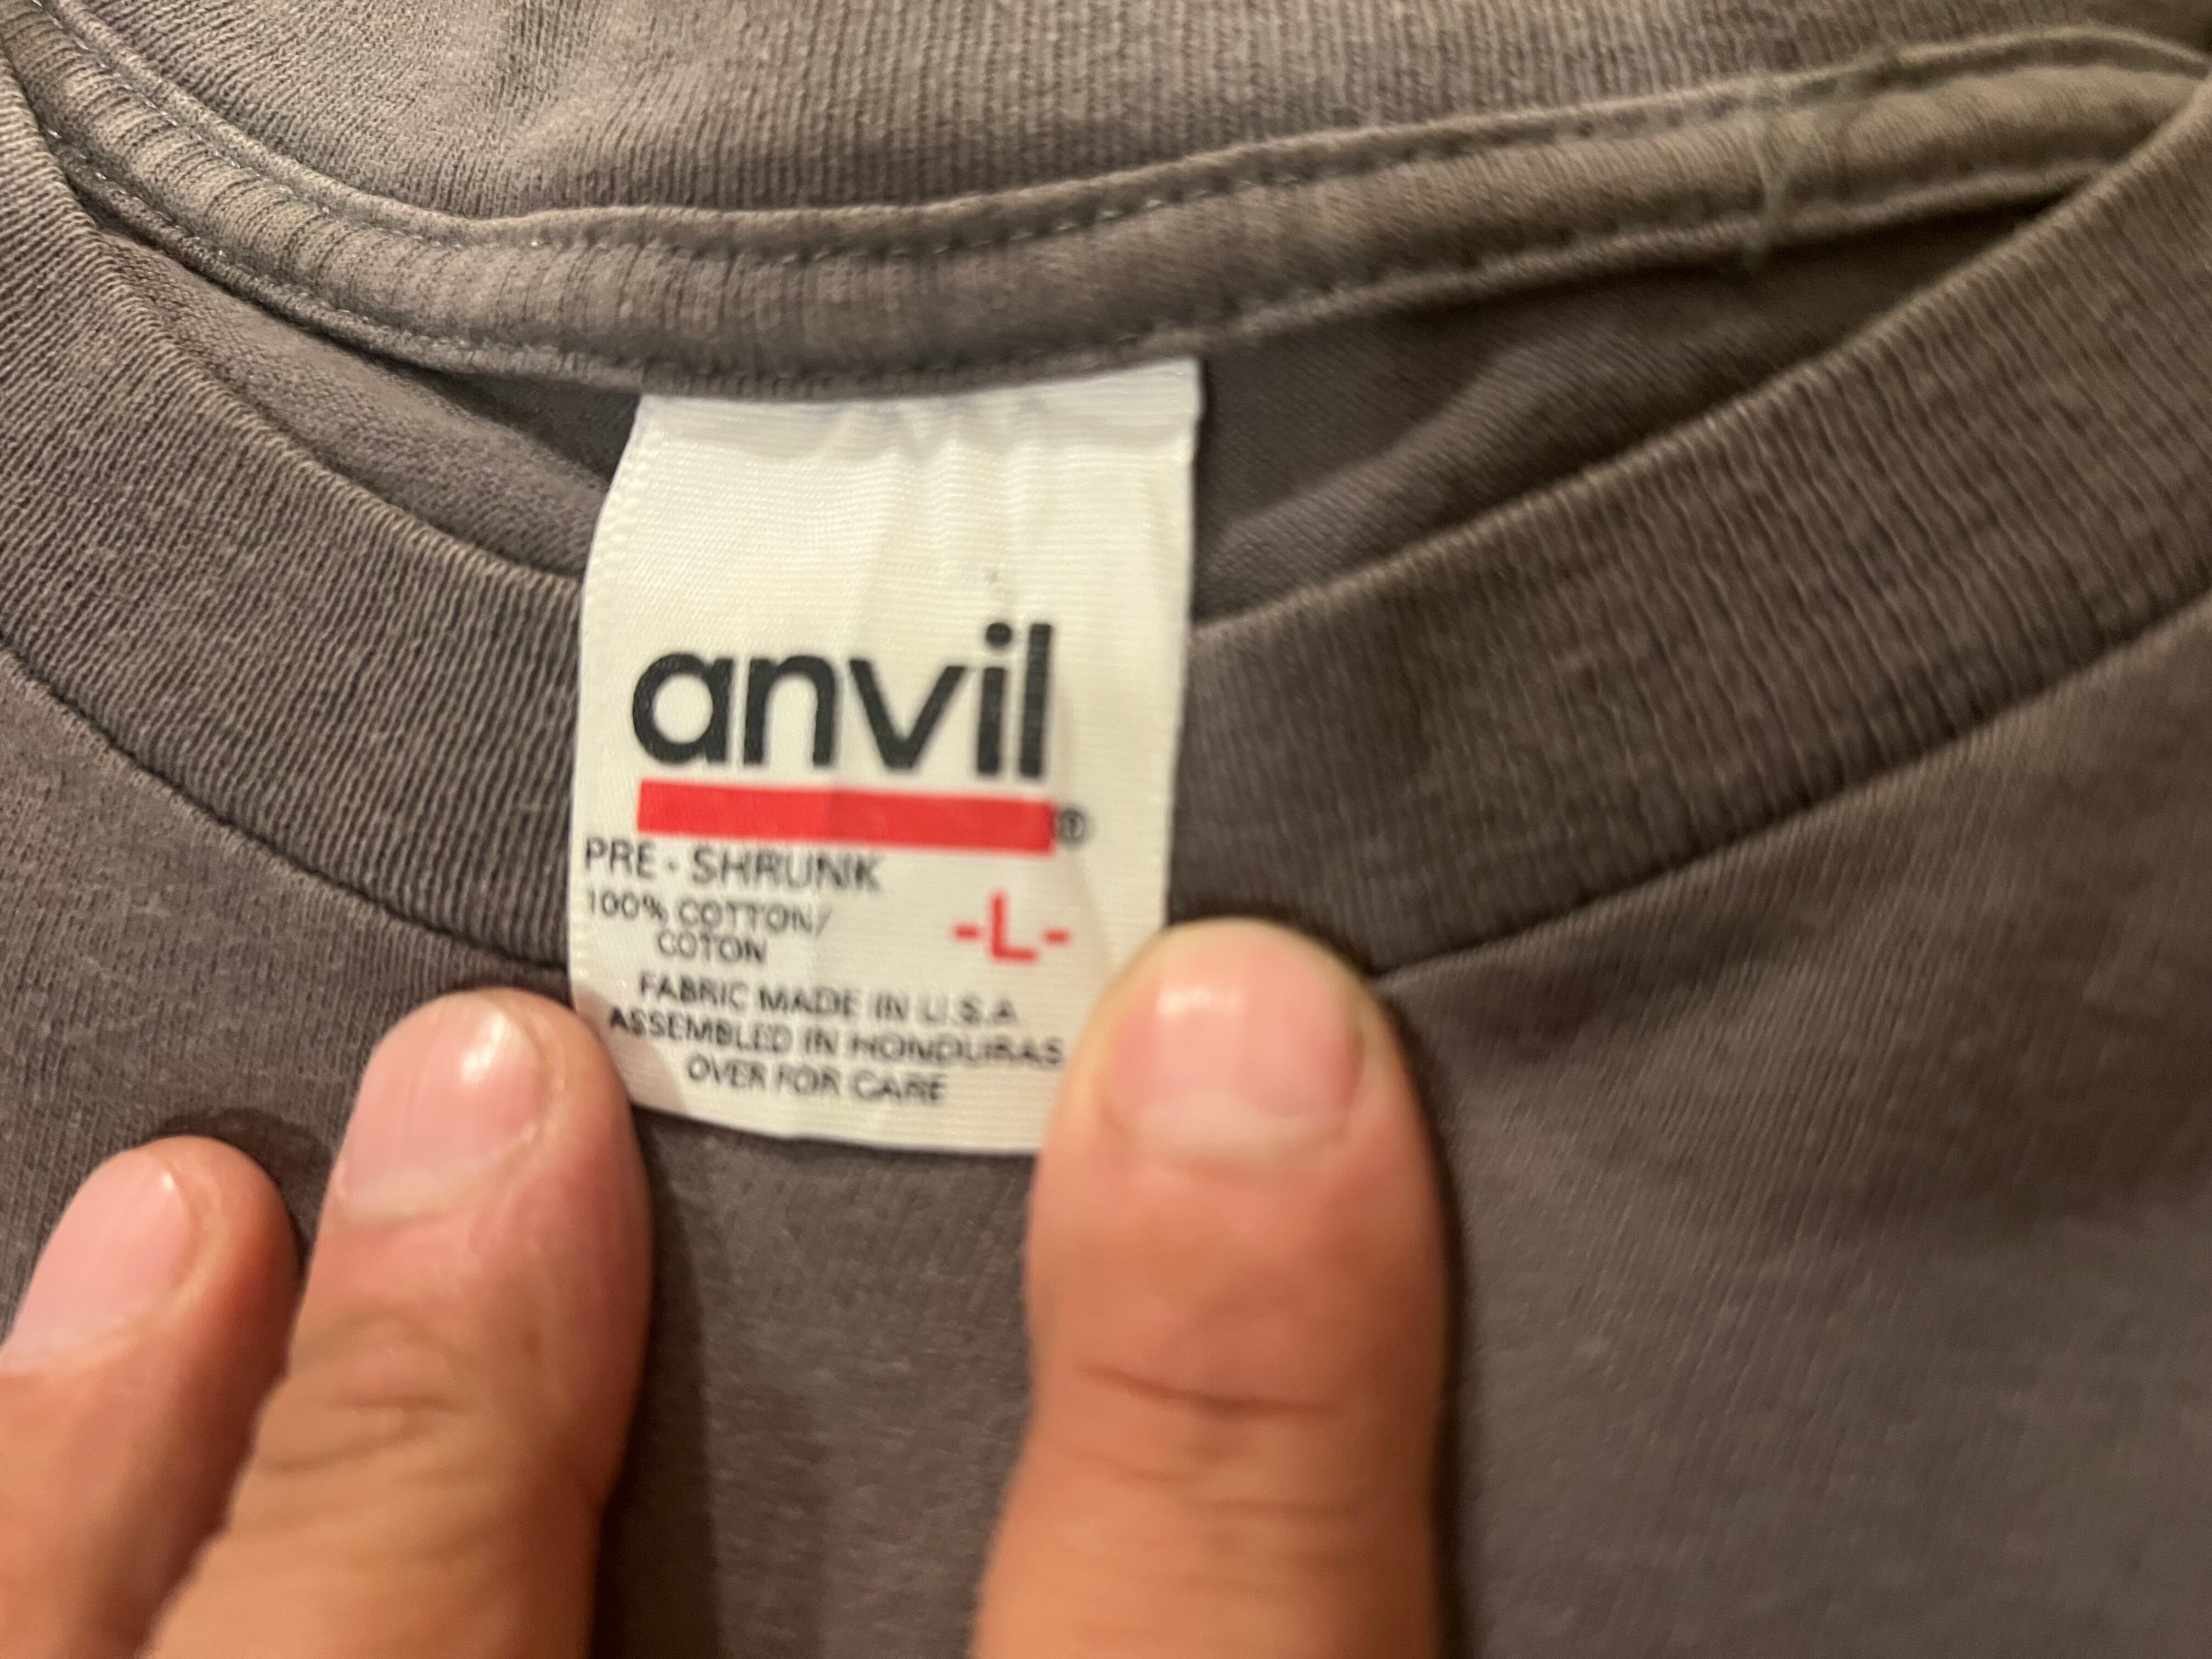 anvil
®
PRE - SHRUNK
100% COTTON/
COTON
-L-
FABRIC MADE IN U.S.A
ASSEMBLED IN HONDURAS
OVER FOR CARE